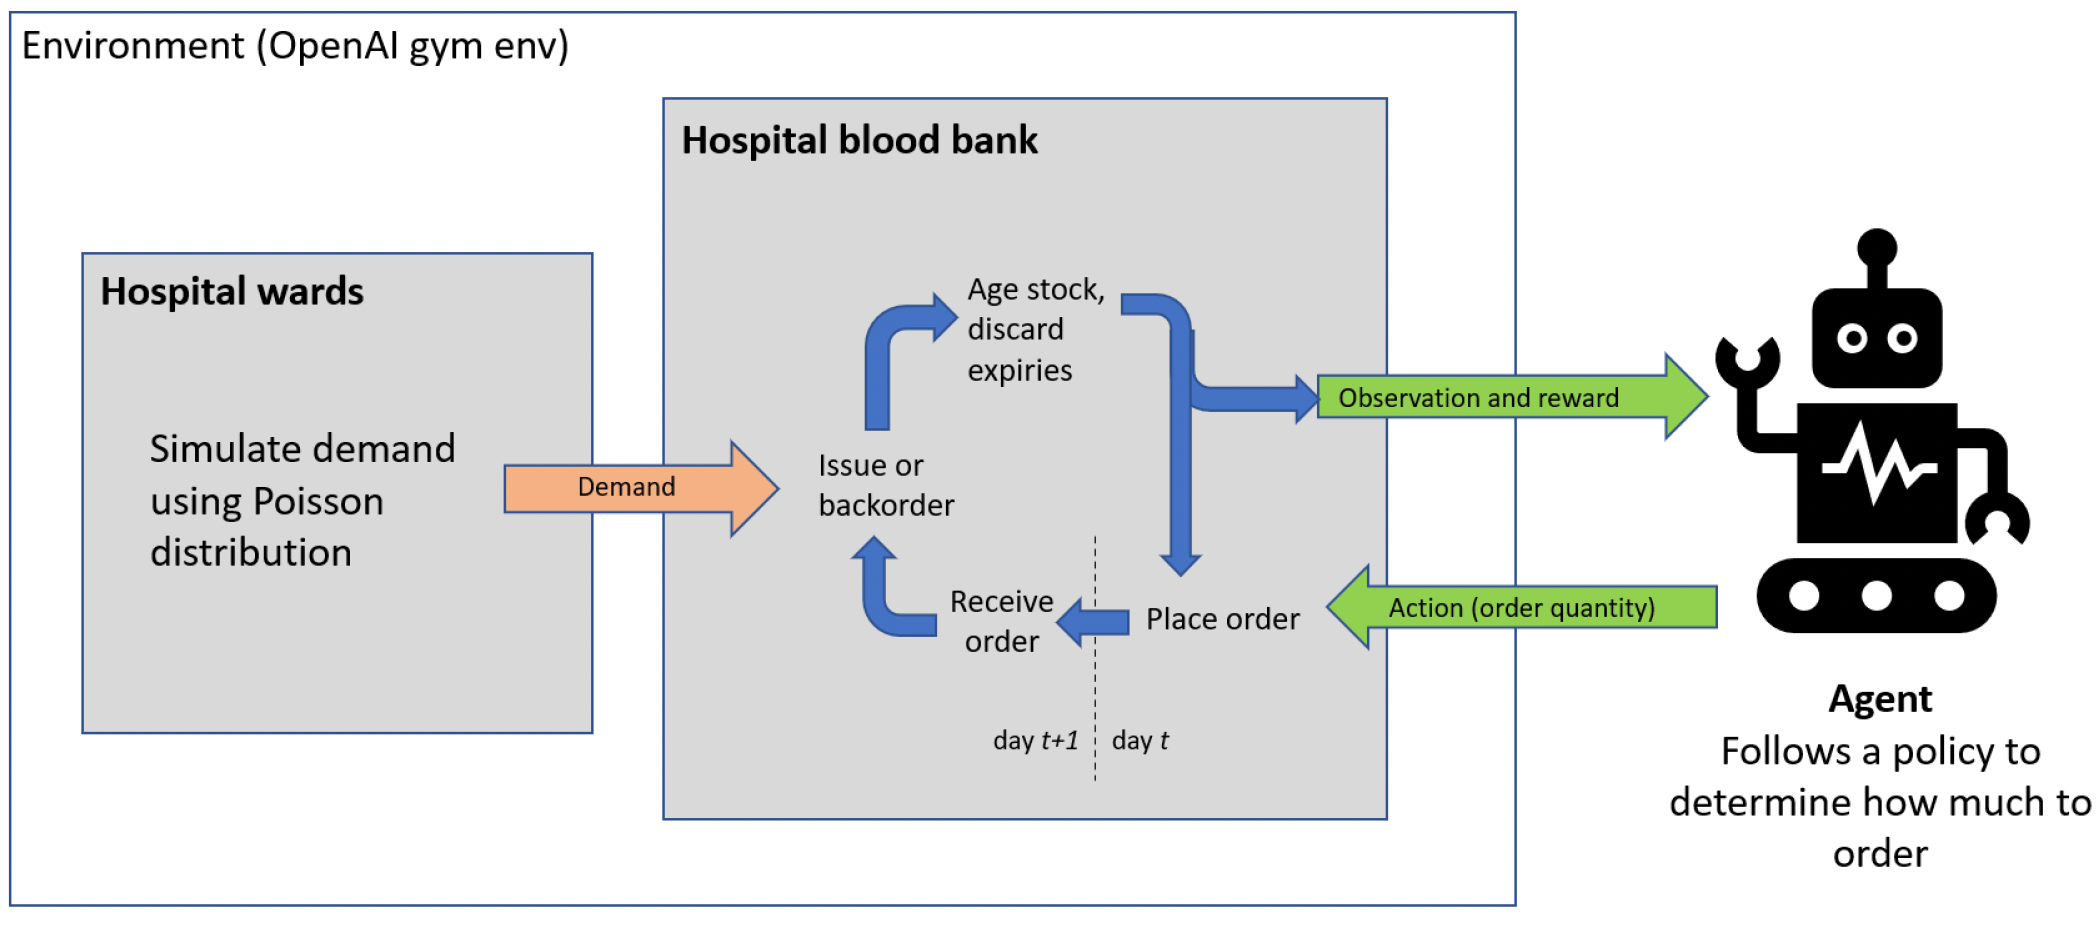 Environment (OpenAI gym env)
Hospital wards
Simulate demand
using Poisson
distribution
Demand
Hospital blood bank
Age stock,
discard
expiries
Issue or
backorder
Receive
order
Place order
day t+1
day t
Observation and reward
Action (order quantity)
Agent
Follows a policy to
determine how much to
order